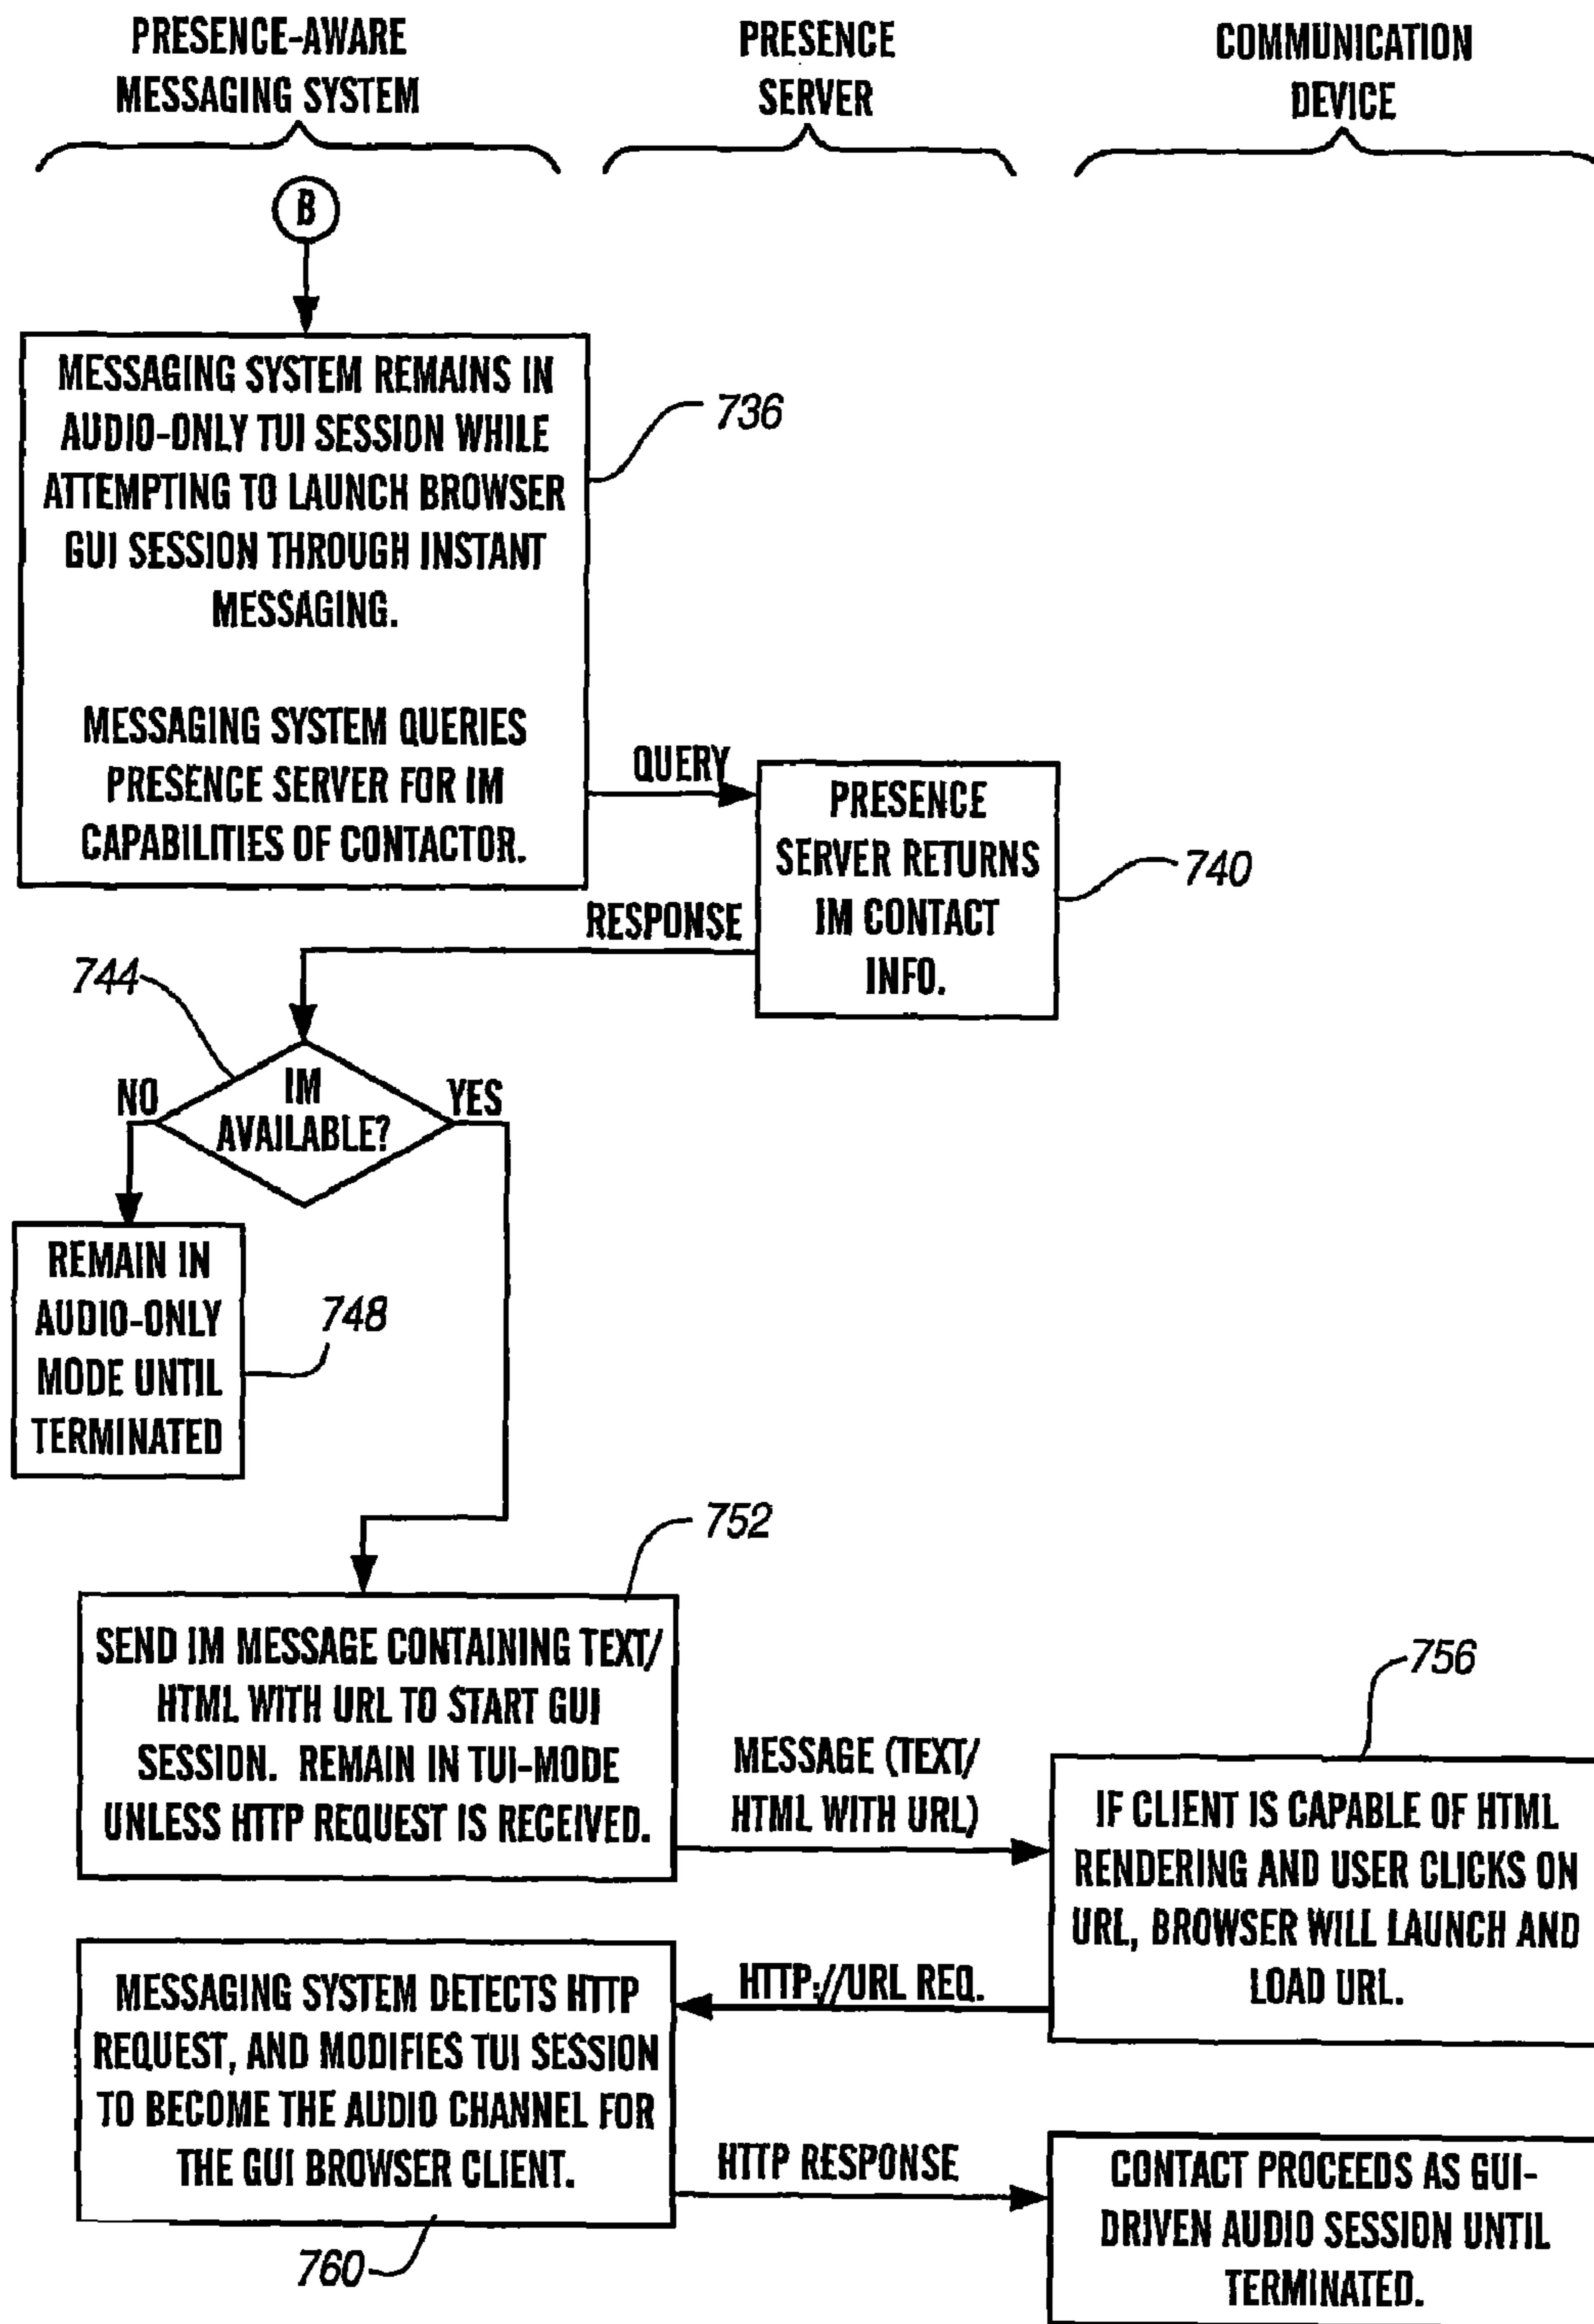 PRESENCE-AWARE
MESSAGING SYSTEM
PRESENCE
SERVER
COMMUNICATION
DEVICE
B
MESSAGING SYSTEM REMAINS IN
AUDIO-ONLY TUI SESSION WHILE
ATTEMPTING TO LAUNCH BROWSER
GUI SESSION THROUGH INSTANT
MESSAGING.
MESSAGING SYSTEM QUERIES
PRESENCE SERVER FOR IM
CAPABILITIES OF CONTACTOR.
736
QUERY
PRESENCE
SERVER RETURNS
IM CONTACT
INFO.
740
RESPONSE
744
NO
IM
AVAILABLE?
YES
REMAIN IN
AUDIO-ONLY
MODE UNTIL
TERMINATED
748
752
SEND IM MESSAGE CONTAINING TEXT/
HTML WITH URL TO START GUI
SESSION. REMAIN IN TUI-MODE
UNLESS HTTP REQUEST IS RECEIVED.
MESSAGE (TEXT/
HTML WITH URL)
756
IF CLIENT IS CAPABLE OF HTML
RENDERING AND USER CLICKS ON
URL, BROWSER WILL LAUNCH AND
LOAD URL.
HTTP://URL REQ.
MESSAGING SYSTEM DETECTS HTTP
REQUEST, AND MODIFIES TUI SESSION
TO BECOME THE AUDIO CHANNEL FOR
THE GUI BROWSER CLIENT.
760
HTTP RESPONSE
CONTACT PROCEEDS AS GUI-
DRIVEN AUDIO SESSION UNTIL
TERMINATED.